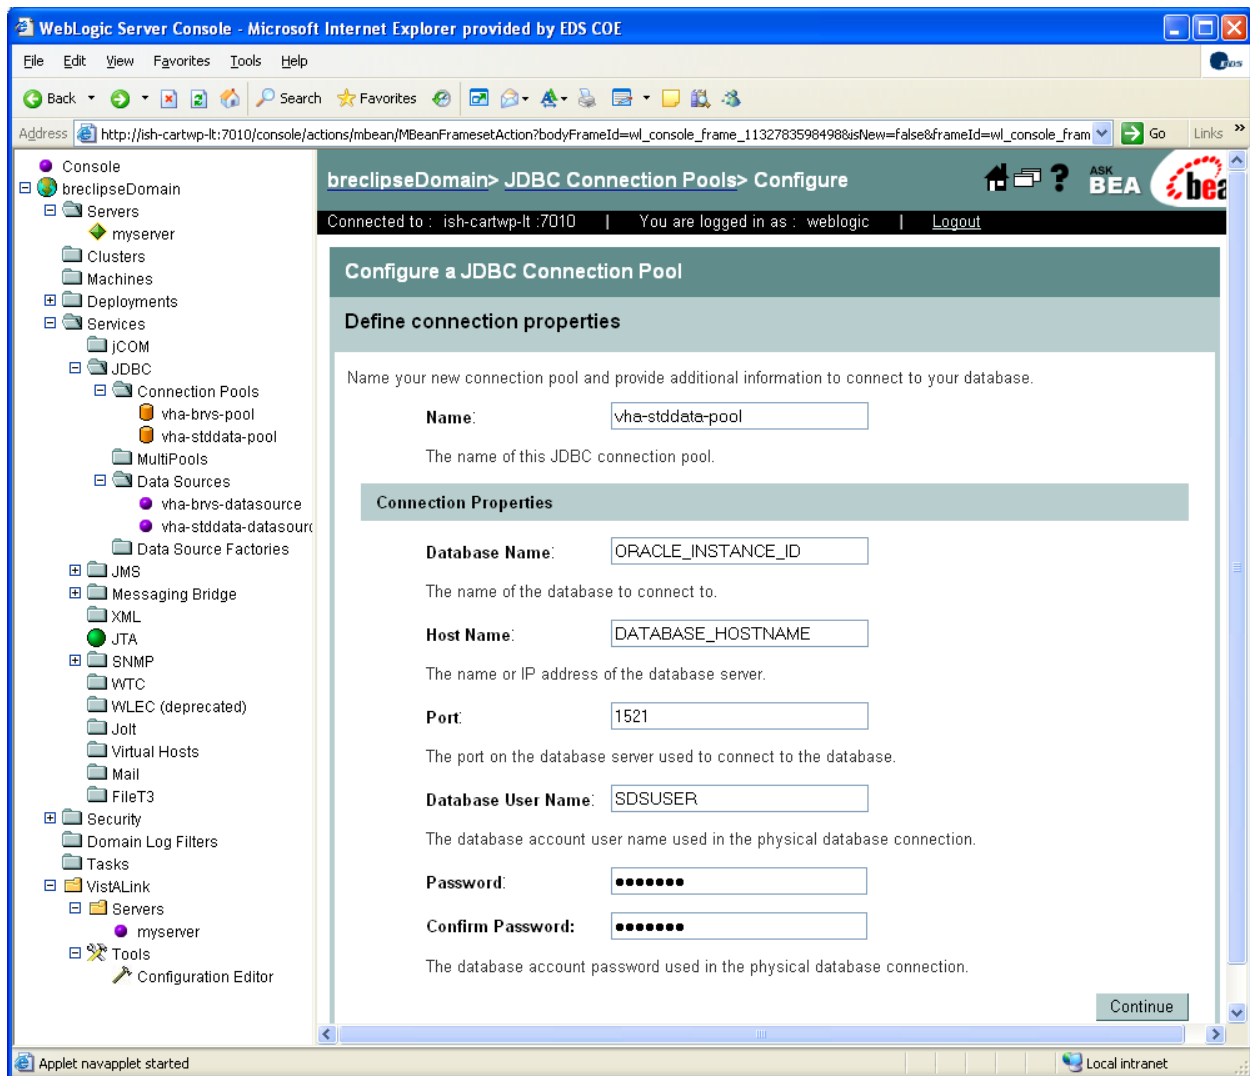 WebLogic Server Console - Microsoft Internet Explorer provided by EDS COE
File Edit View Favorites Tools Help
EDS
Back Search Favorites
Address http://ish-cartwp-lt:7010/console/actions/mbean/MBeanFramesetAction?bodyFrameId=wl_console_frame_1132783598498&isNew=false&frameId=wl_console_fram Go Links »
Console
breclipseDomain
Servers
myserver
Clusters
Machines
Deployments
Services
jCOM
JDBC
Connection Pools
vha-brvs-pool
vha-stddata-pool
MultiPools
Data Sources
vha-brvs-datasource
vha-stddata-datasourc
Data Source Factories
JMS
Messaging Bridge
XML
JTA
SNMP
WTC
WLEC (deprecated)
Jolt
Virtual Hosts
Mail
FileT3
Security
Domain Log Filters
Tasks
VistALink
Servers
myserver
Tools
Configuration Editor
breclipseDomain> JDBC Connection Pools> Configure
? ASK BEA bea
Connected to : ish-cartwp-lt :7010 | You are logged in as : weblogic | Logout
Configure a JDBC Connection Pool
Define connection properties
Name your new connection pool and provide additional information to connect to your database.
Name: vha-stddata-pool
The name of this JDBC connection pool.
Connection Properties
Database Name: ORACLE_INSTANCE_ID
The name of the database to connect to.
Host Name: DATABASE_HOSTNAME
The name or IP address of the database server.
Port: 1521
The port on the database server used to connect to the database.
Database User Name: SDSUSER
The database account user name used in the physical database connection.
Password: •••••••
Confirm Password: •••••••
The database account password used in the physical database connection.
Continue
Applet navapplet started
Local intranet